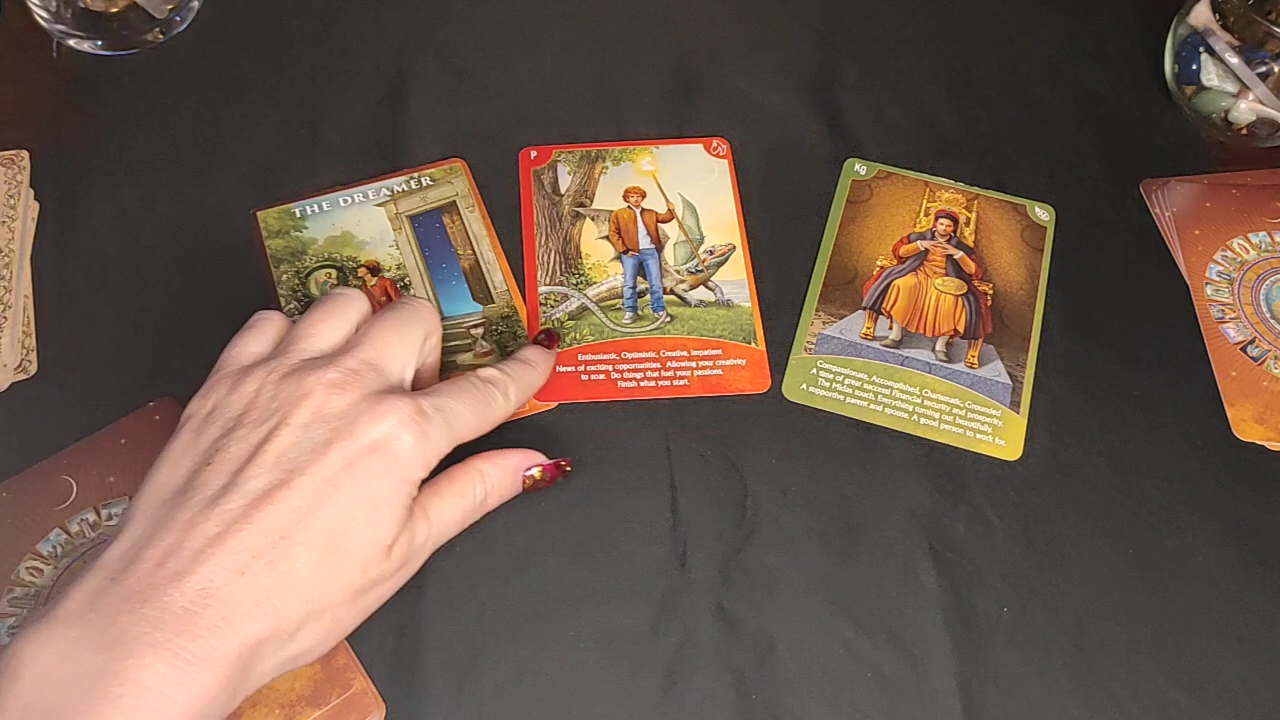 THE DREAMER
P
Enthusiastic, Optimistic, Creative, Impatient
News of exciting opportunities. Allowing your creativity
to soar. Do things that fuel your passions.
Finish what you start.
Kg
Compassionate, Accomplished, Charismatic, Grounded
A time of great success! Financial security and prosperity.
The Midas touch. Everything turning out beautifully.
A supportive parent and spouse. A good person to work for.